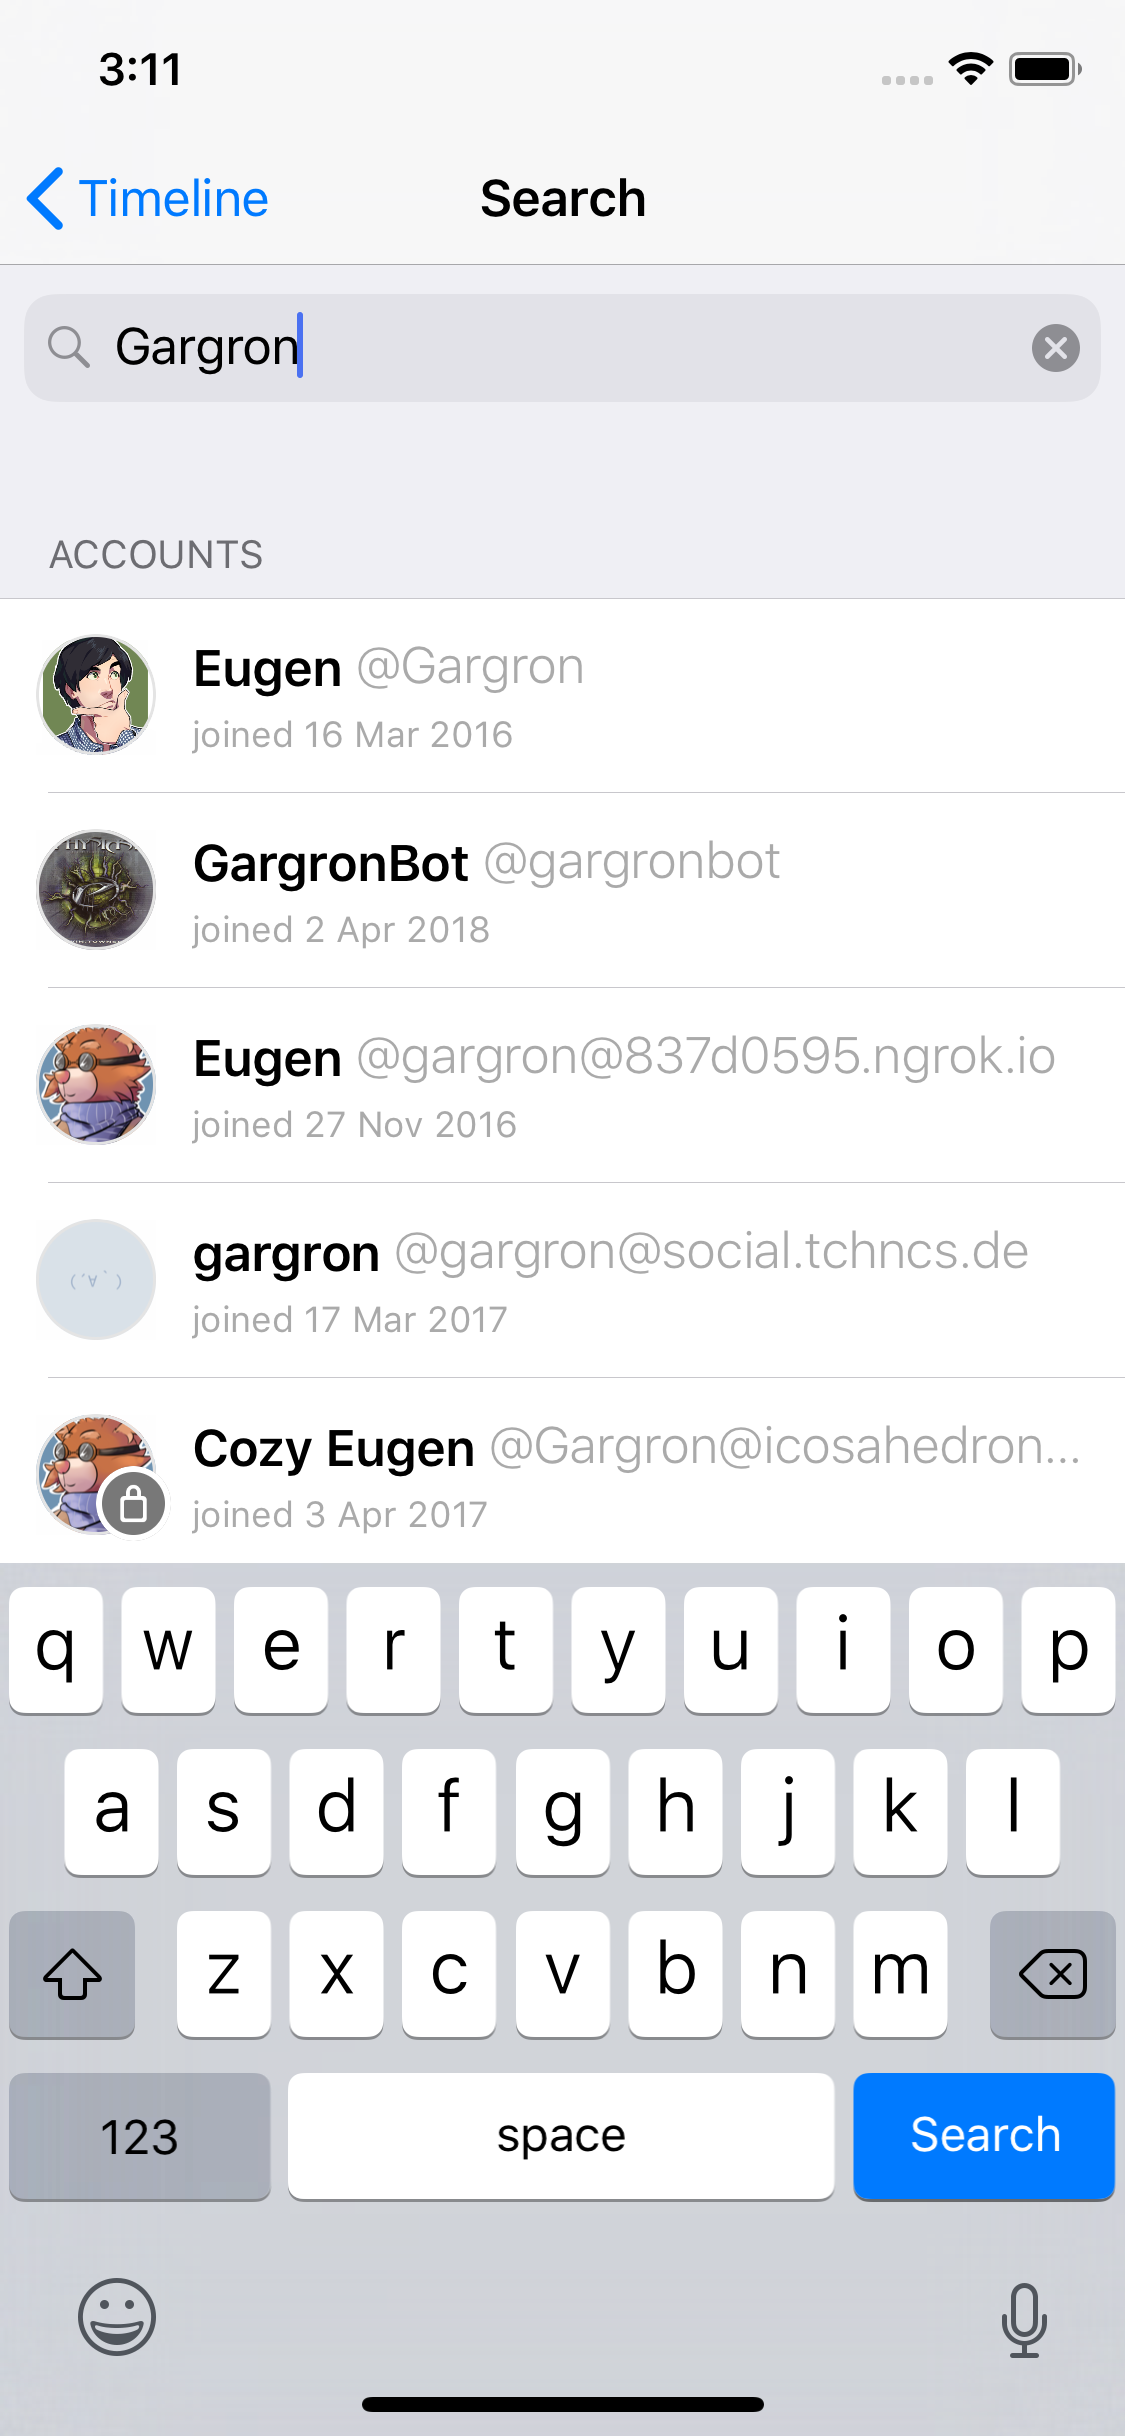 3:11
Timeline
Search
Gargron
ACCOUNTS
Eugen @Gargron
joined 16 Mar 2016
GargronBot @gargronbot
joined 2 Apr 2018
Eugen @gargron@837d0595.ngrok.io
joined 27 Nov 2016
gargron @gargron@social.tchncs.de
joined 17 Mar 2017
Cozy Eugen @Gargron@icosahedron...
joined 3 Apr 2017
q w e r t y u i o p
a s d f g h j k l
z x c v b n m
123 space Search